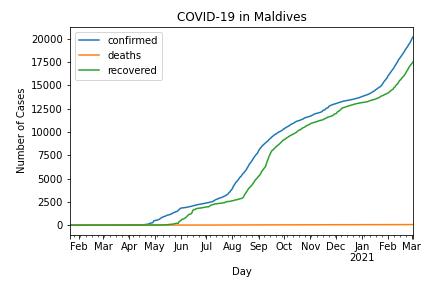 COVID-19 in Maldives
confirmed
deaths
recovered
Number of Cases
20000
17500
15000
12500
10000
7500
5000
2500
0
Feb Mar Apr May Jun Jul Aug Sep Oct Nov Dec Jan Feb Mar
2021
Day